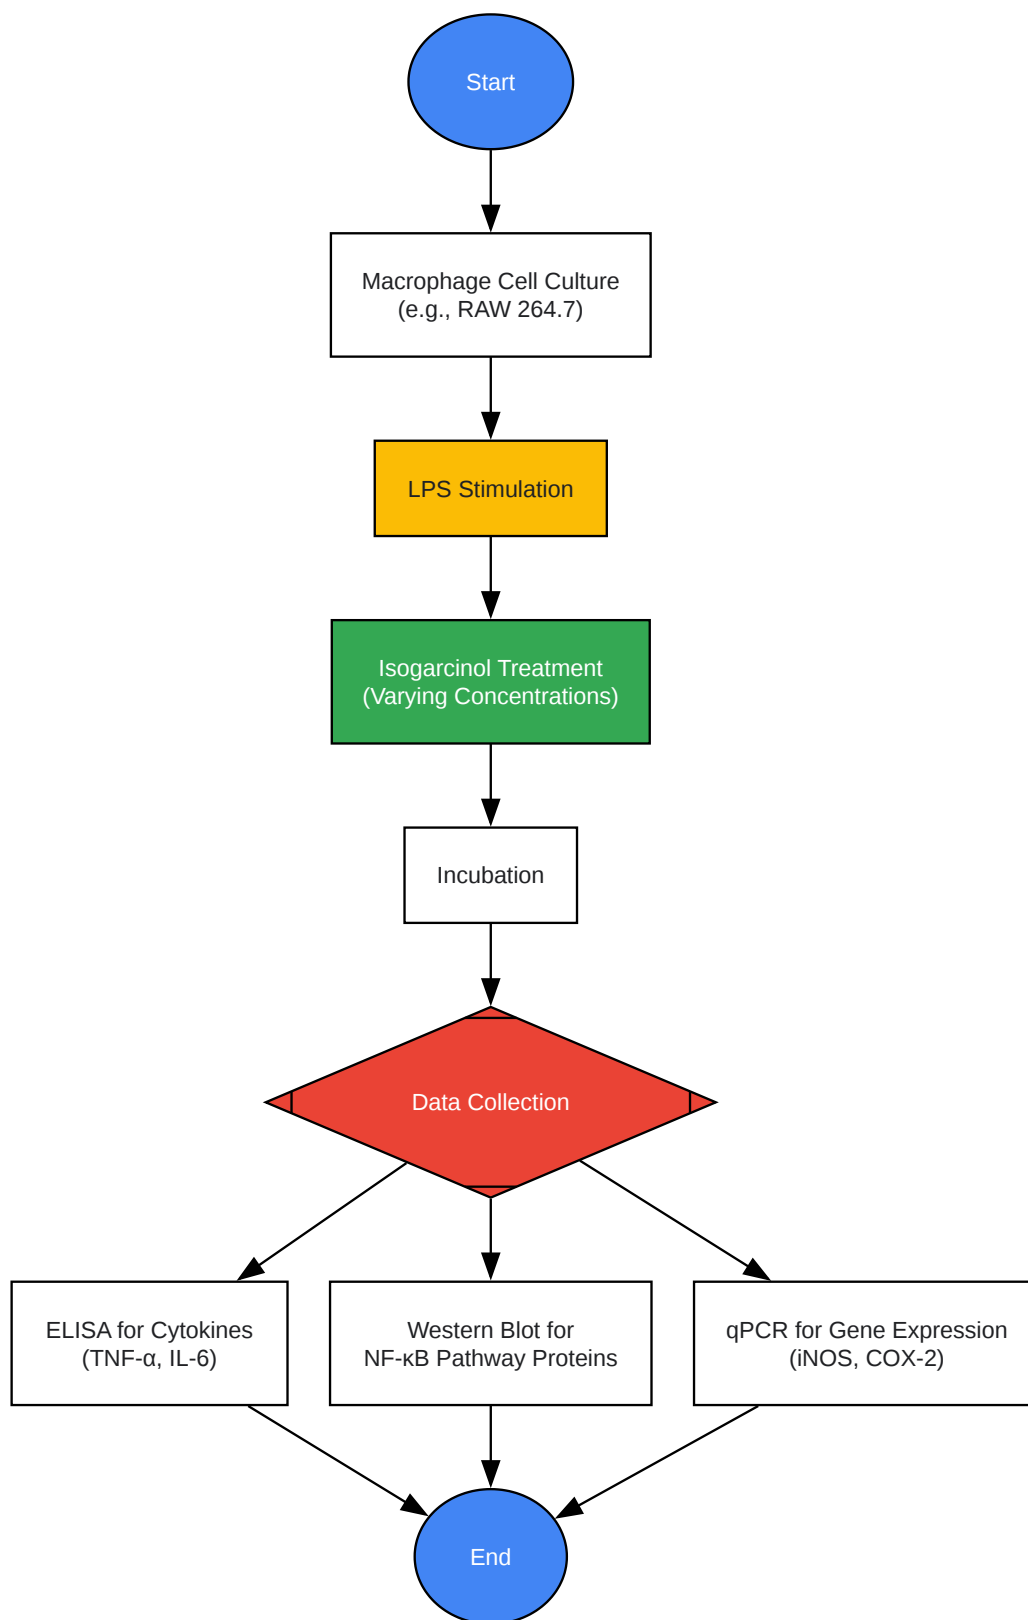 Start
Macrophage Cell Culture
(e.g., RAW 264.7)
LPS Stimulation
Isogarcinol Treatment
(Varying Concentrations)
Incubation
Data Collection
ELISA for Cytokines
(TNF-α, IL-6)
Western Blot for
NF-κB Pathway Proteins
qPCR for Gene Expression
(iNOS, COX-2)
End